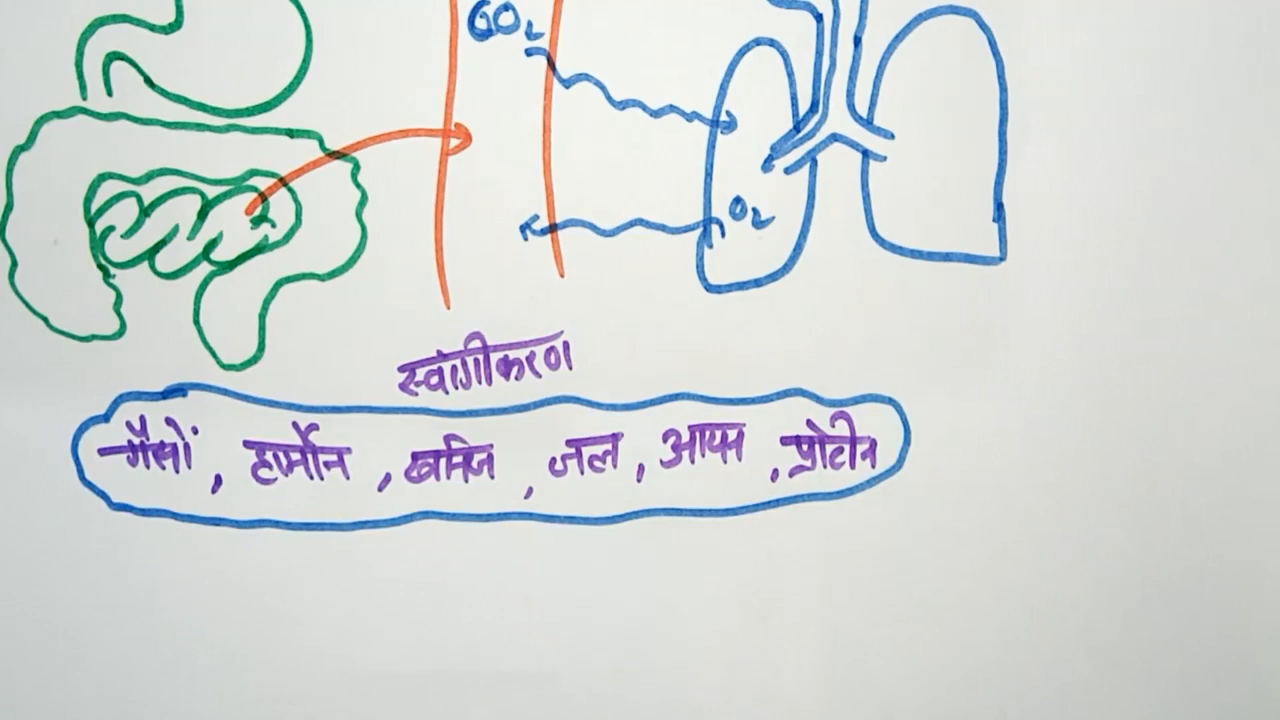 CO₂
O₂
स्वांगीकरण
गैसों, हार्मोन, खनिज, जल, आयन, प्रोटीन